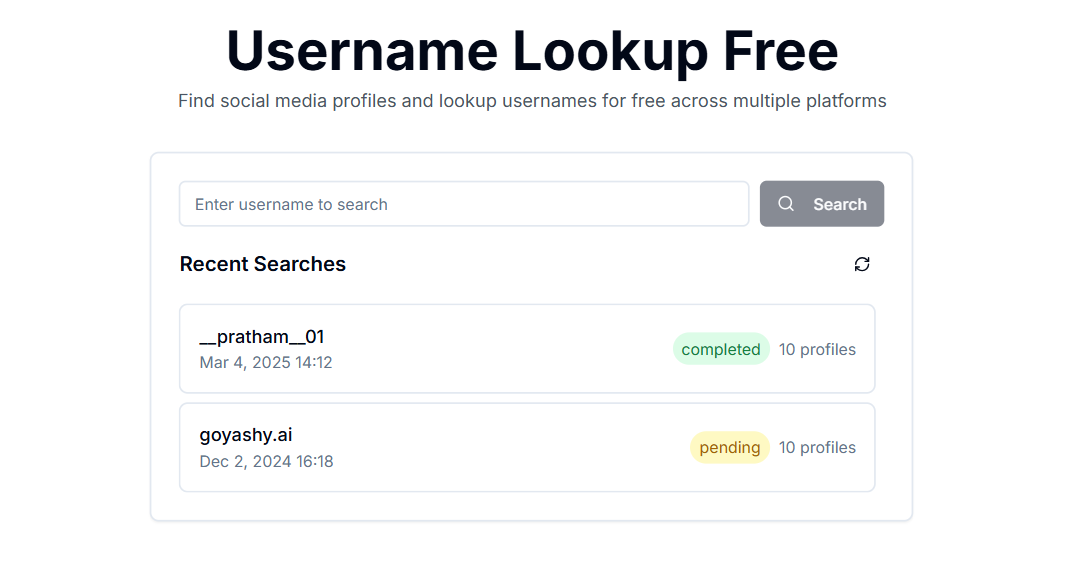 Username Lookup Free
Find social media profiles and lookup usernames for free across multiple platforms
Enter username to search
Search
Recent Searches
__pratham__01
Mar 4, 2025 14:12
completed
10 profiles
goyashy.ai
Dec 2, 2024 16:18
pending
10 profiles